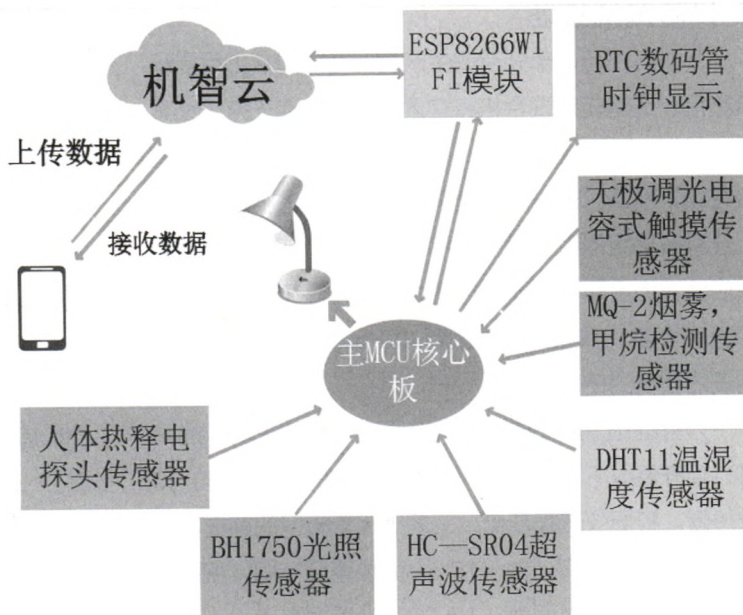 机智云
ESP8266WI
FI模块
RTC数码管
时钟显示
上传数据
接收数据
无极调光电
容式触摸传
感器
MQ-2烟雾，
甲烷检测传
感器
主MCU核心
板
人体热释电
探头传感器
DHT11温湿
度传感器
BH1750光照
传感器
HC—SR04超
声波传感器